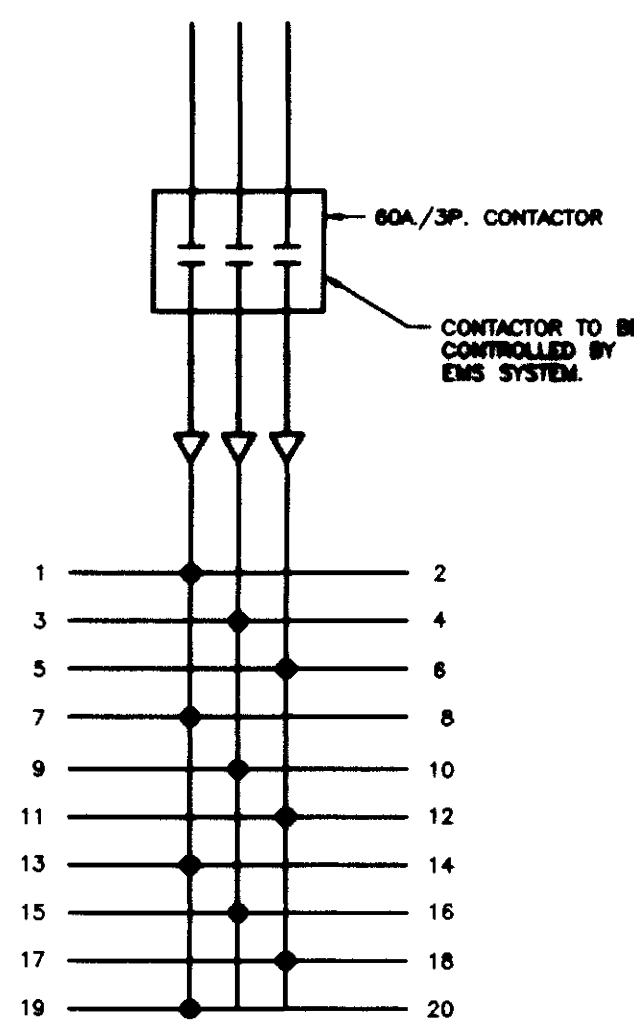 60A./3P. CONTACTOR
CONTACTOR TO BE
CONTROLLED BY
EMS SYSTEM.
1 2
3 4
5 6
7 8
9 10
11 12
13 14
15 16
17 18
19 20